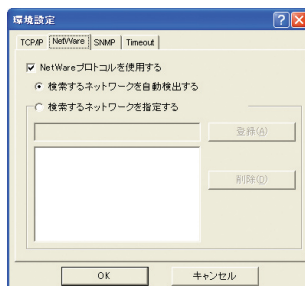 環境設定
TCP/IP NetWare SNMP Timeout
NetWareプロトコルを使用する
検索するネットワークを自動検出する
検索するネットワークを指定する
登録(A)
削除(D)
OK キャンセル